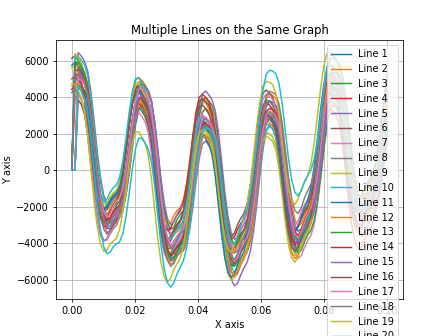 Multiple Lines on the Same Graph
Y axis
6000
4000
2000
0
−2000
−4000
−6000
0.00
0.02
0.04
0.06
X axis
Line 1
Line 2
Line 3
Line 4
Line 5
Line 6
Line 7
Line 8
Line 9
Line 10
Line 11
Line 12
Line 13
Line 14
Line 15
Line 16
Line 17
Line 18
Line 19
Line 20